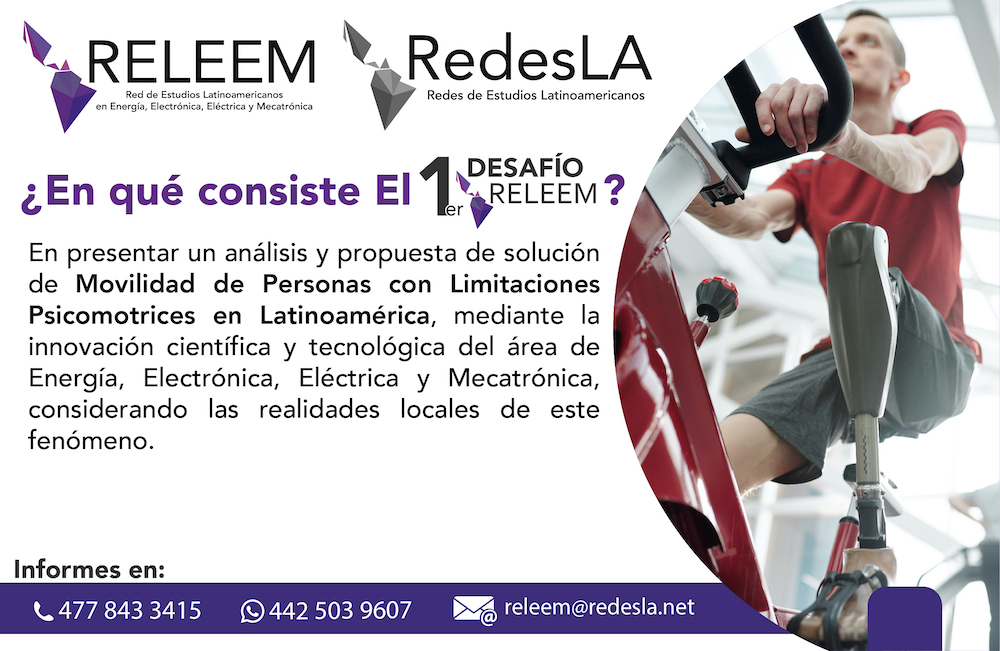 RELEEM
Red de Estudios Latinoamericanos
en Energía, Electrónica, Eléctrica y Mecatrónica
RedesLA
Redes de Estudios Latinoamericanos
¿En qué consiste El 1er DESAFÍO RELEEM ?
En presentar un análisis y propuesta de solución
de Movilidad de Personas con Limitaciones
Psicomotrices en Latinoamérica, mediante la
innovación científica y tecnológica del área de
Energía, Electrónica, Eléctrica y Mecatrónica,
considerando las realidades locales de este
fenómeno.
Informes en:
477 843 3415 442 503 9607 releem@redesla.net